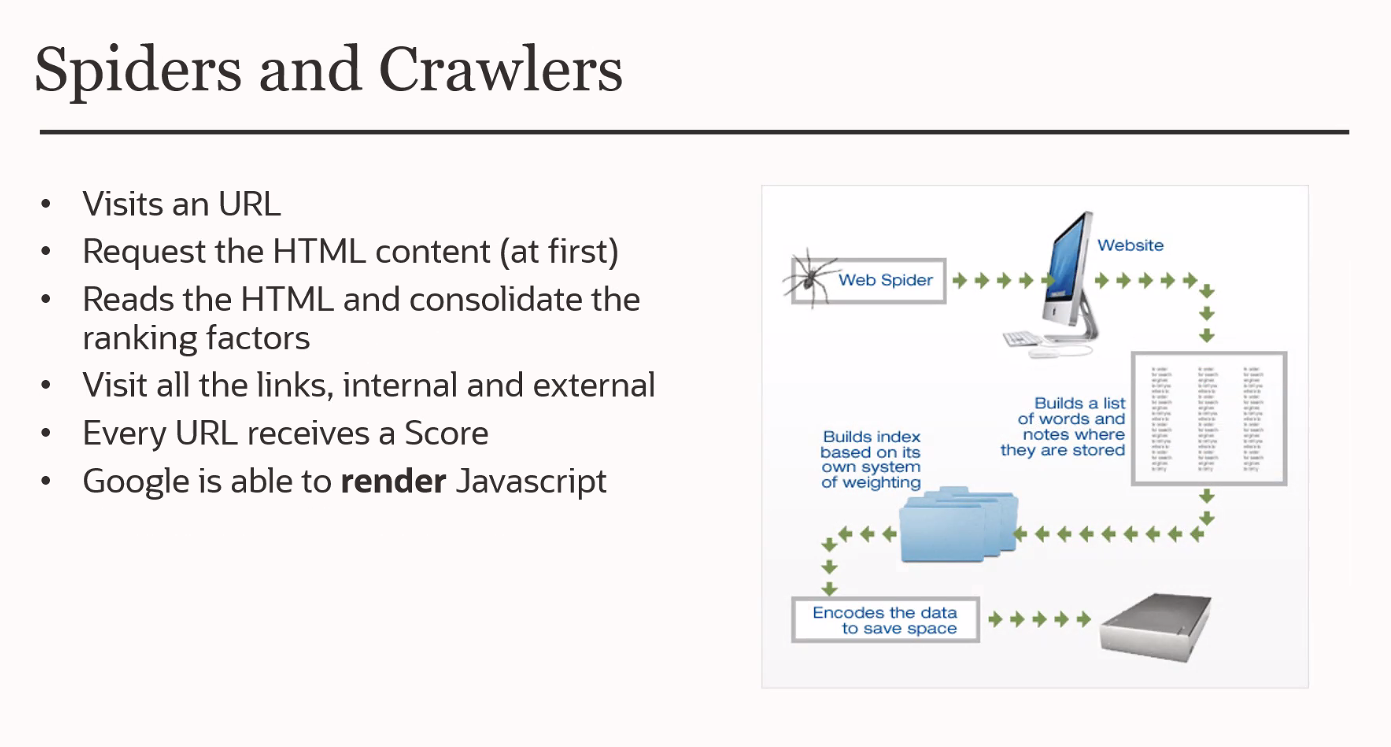 Spiders and Crawlers
• Visits an URL
• Request the HTML content (at first)
• Reads the HTML and consolidate the
ranking factors
• Visit all the links, internal and external
• Every URL receives a Score
• Google is able to render Javascript
Web Spider
Website
Builds a list
of words and
notes where
they are stored
Builds index
based on its
own system
of weighting
Encodes the data
to save space